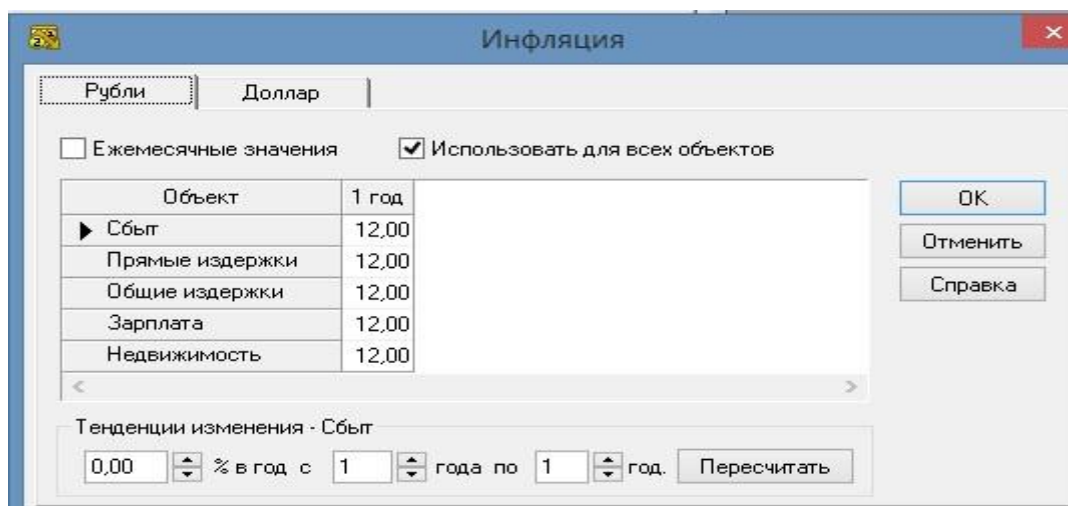 Инфляция
Рубли Доллар
Ежемесячные значения Использовать для всех объектов
Объект 1 год
Сбыт 12,00
Прямые издержки 12,00
Общие издержки 12,00
Зарплата 12,00
Недвижимость 12,00
OK
Отменить
Справка
Тенденции изменения - Сбыт
0,00 % в год с 1 года по 1 год. Пересчитать